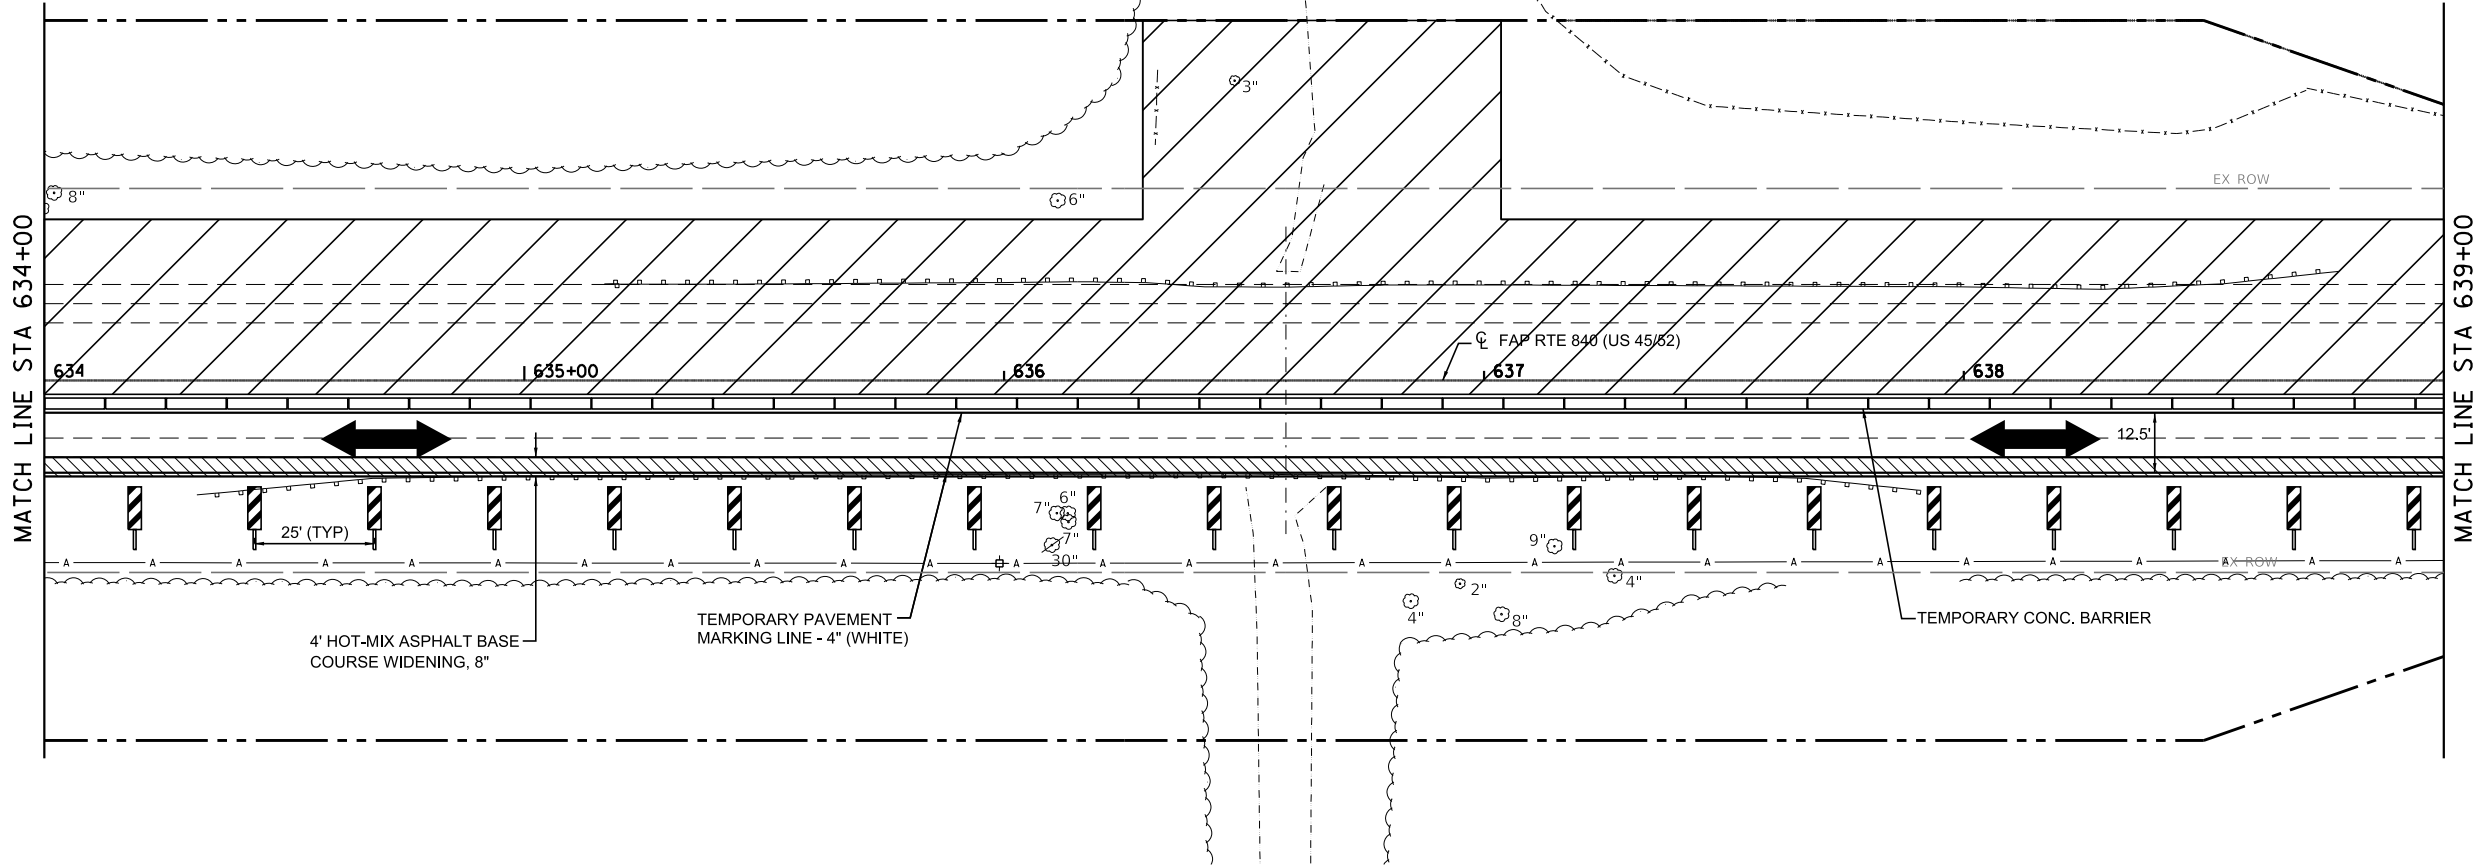 MATCH LINE STA 634+00
MATCH LINE STA 639+00
3"
8"
6"
EX ROW
℄ FAP RTE 840 (US 45/52)
634
635+00
636
637
638
12.5'
25' (TYP)
6"
7"
7"
30"
9"
A A A A A A A A A A A A A A A A A A A A A A A A A A A A
EX ROW
2"
4"
4"
8"
TEMPORARY PAVEMENT
MARKING LINE - 4" (WHITE)
TEMPORARY CONC. BARRIER
4' HOT-MIX ASPHALT BASE
COURSE WIDENING, 8"